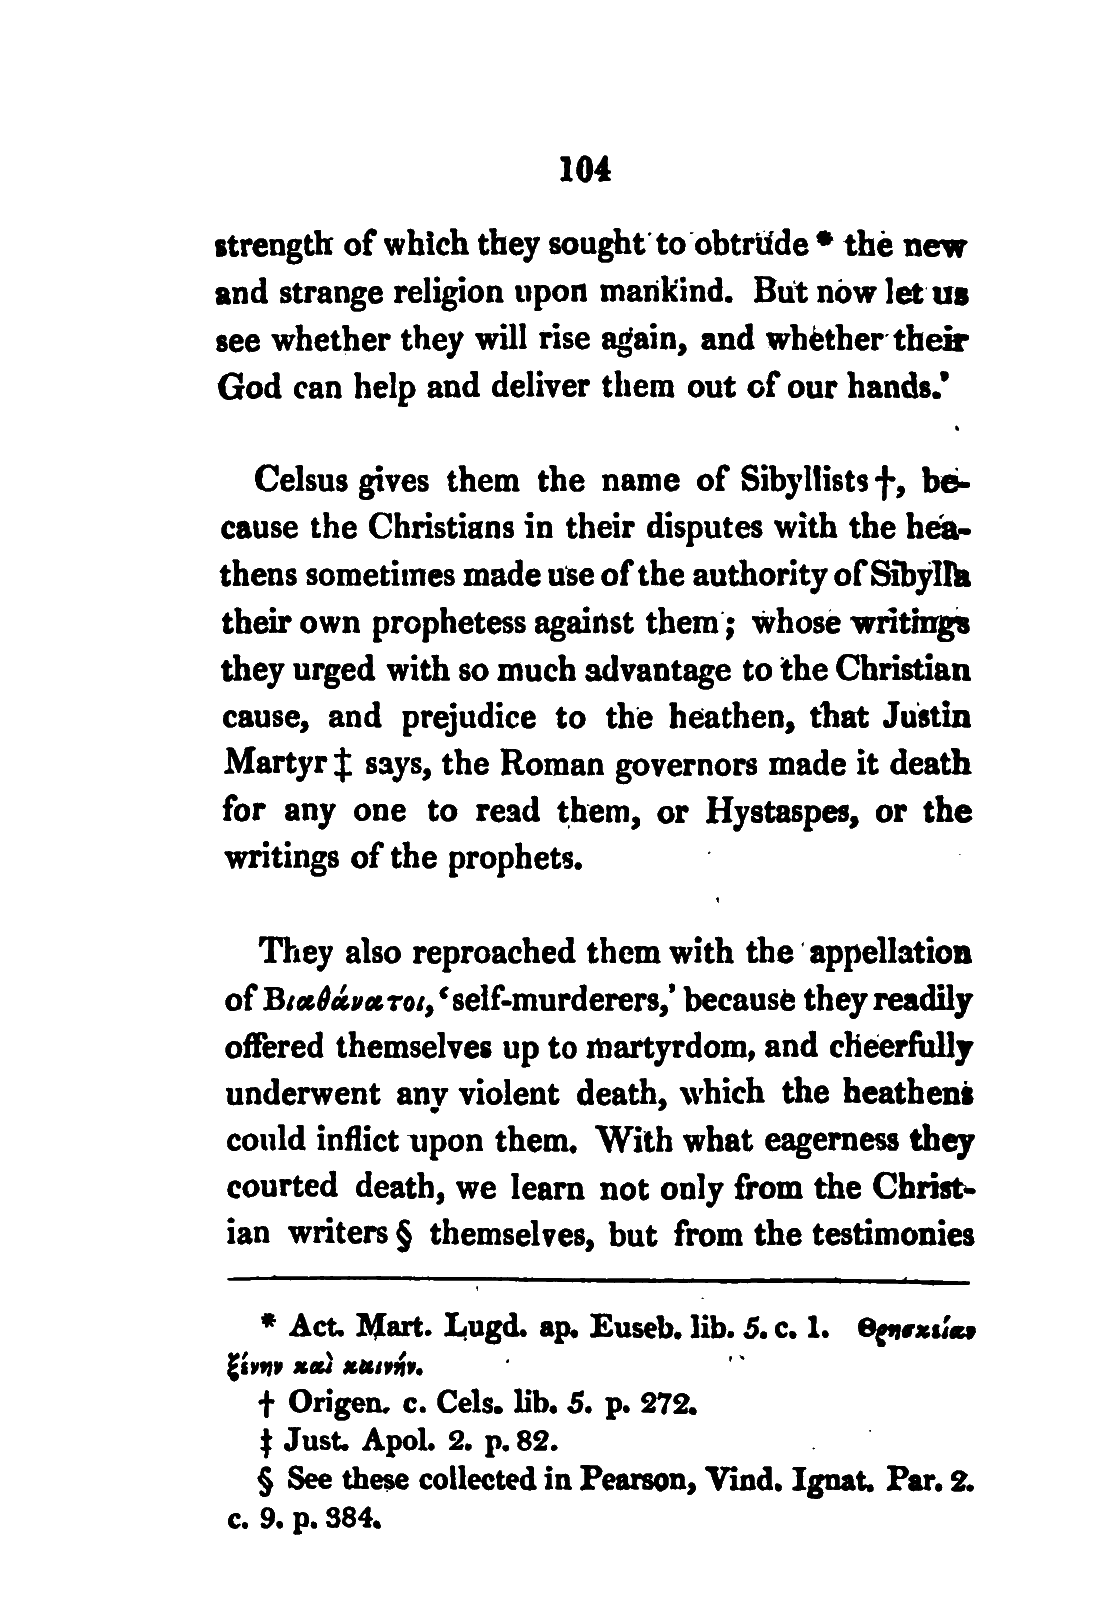 104
strength of which they sought to obtrude * the new
and strange religion upon mankind. But now let us
see whether they will rise again, and whether their
God can help and deliver them out of our hands.'
Celsus gives them the name of Sibyllists †, be-
cause the Christians in their disputes with the hea-
thens sometimes made use of the authority of Sibylla
their own prophetess against them; whose writings
they urged with so much advantage to the Christian
cause, and prejudice to the heathen, that Justin
Martyr ‡ says, the Roman governors made it death
for any one to read them, or Hystaspes, or the
writings of the prophets.
They also reproached them with the appellation
of Βιαθάνατοι, 'self-murderers,' because they readily
offered themselves up to martyrdom, and cheerfully
underwent any violent death, which the heathens
could inflict upon them. With what eagerness they
courted death, we learn not only from the Christ-
ian writers § themselves, but from the testimonies
* Act. Mart. Lugd. ap. Euseb. lib. 5. c. 1. Θρησκείαν
ξένην καὶ καινήν.
† Origen. c. Cels. lib. 5. p. 272.
‡ Just. Apol. 2. p. 82.
§ See these collected in Pearson, Vind. Ignat. Par. 2.
c. 9. p. 384.